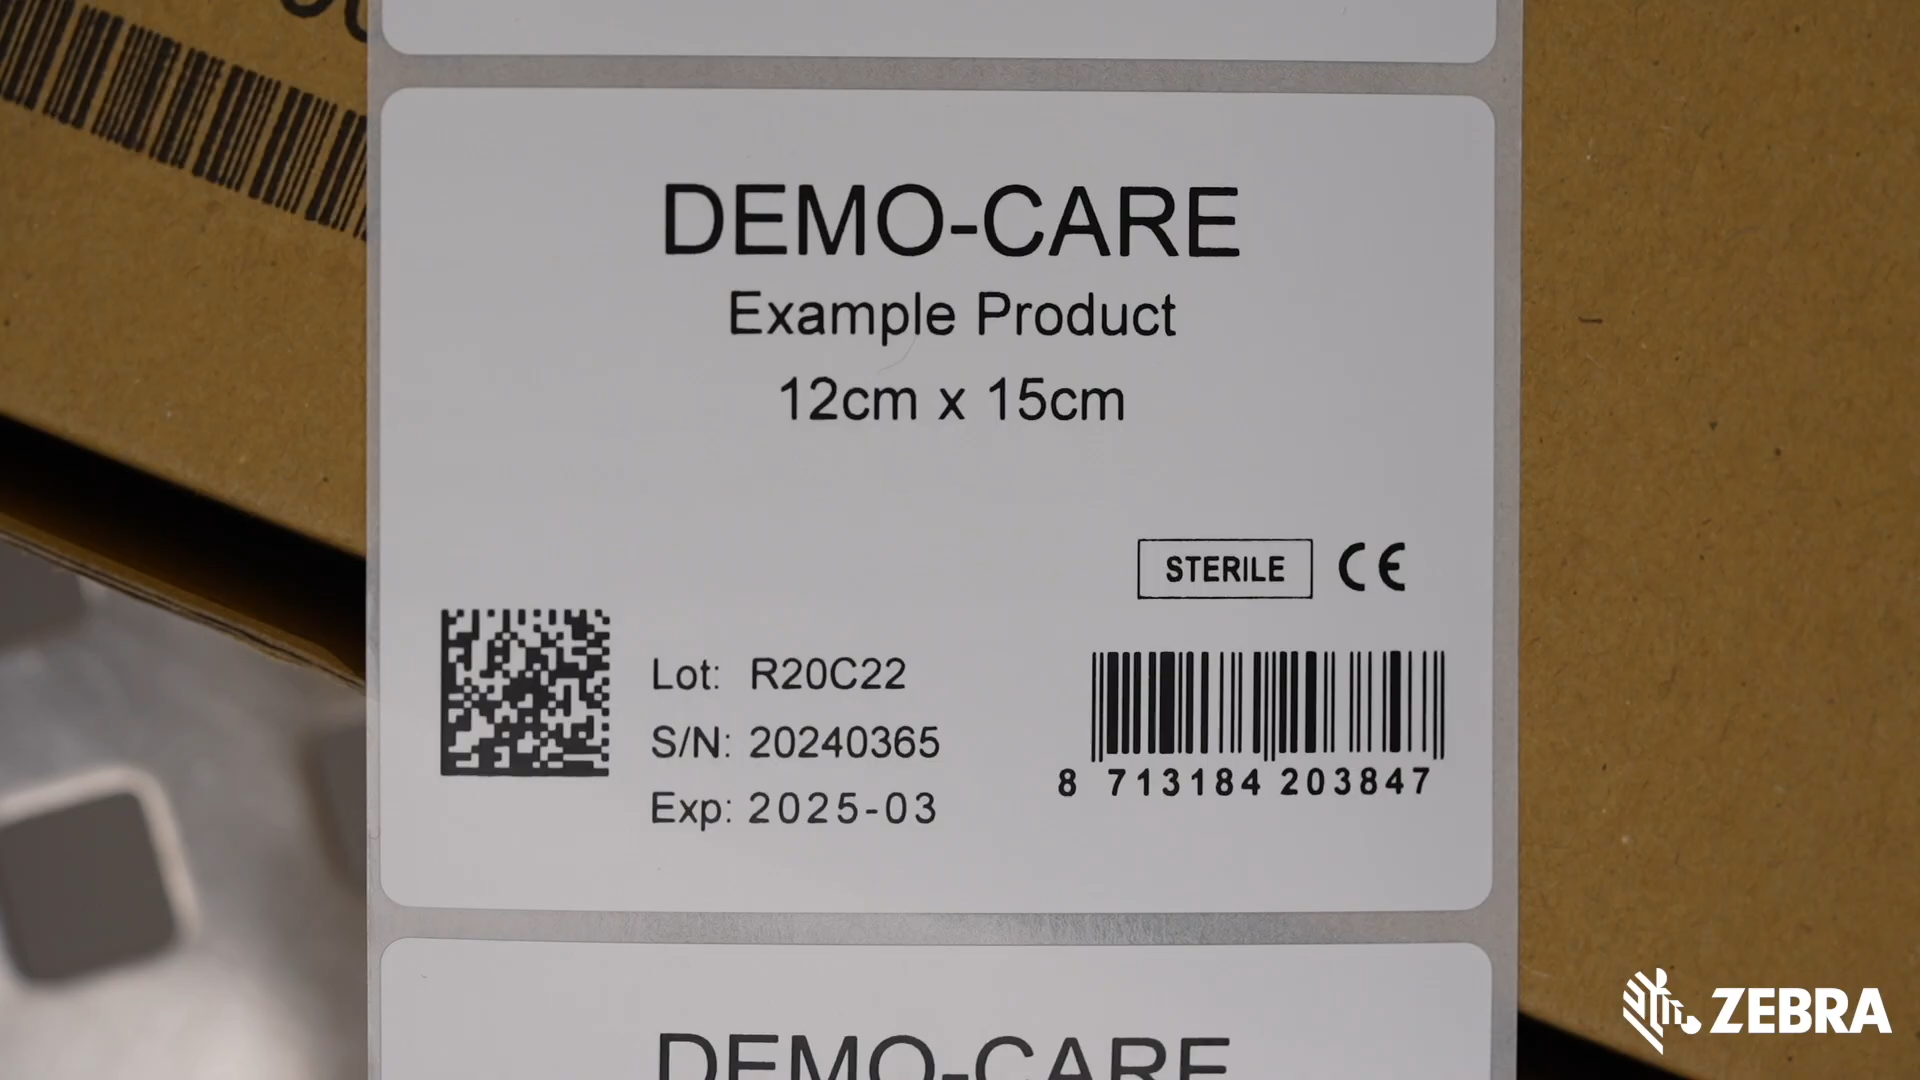 DEMO-CARE
Example Product
12cm x 15cm
STERILE CE
Lot: R20C22
S/N: 20240365
Exp: 2025-03
8 713184 203847
DEMO-CARE
ZEBRA